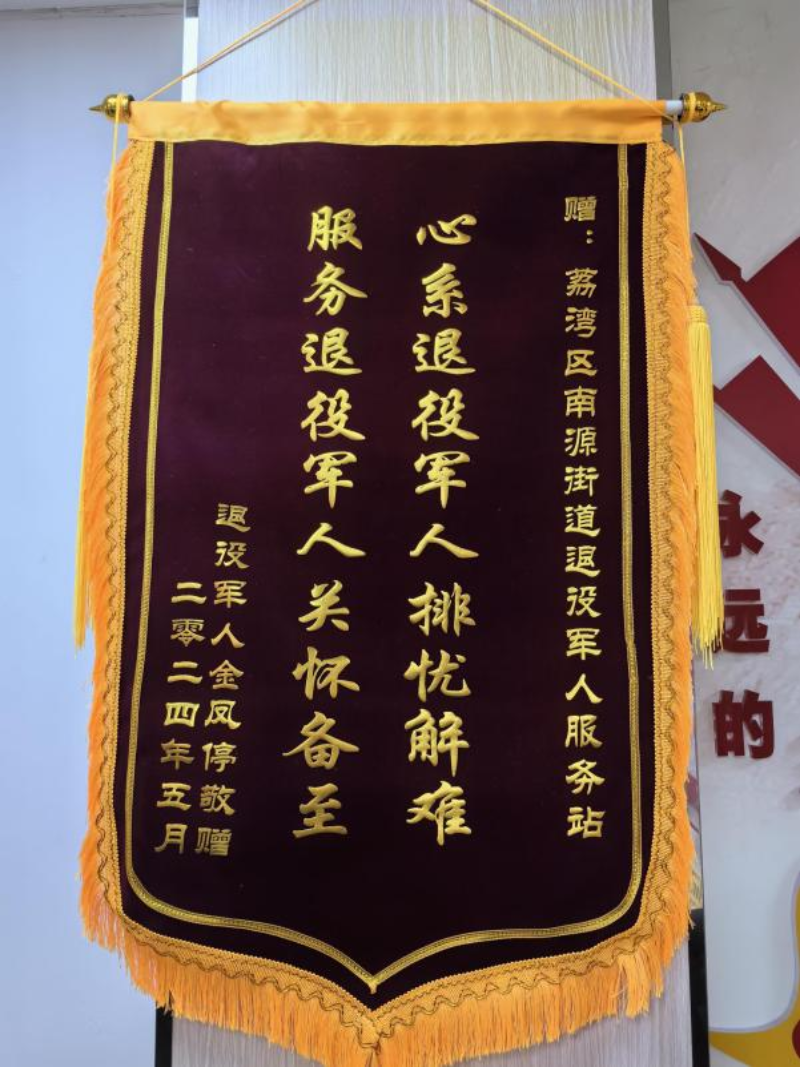 赠：荔湾区南源街道退役军人服务站
心系退役军人排忧解难
服务退役军人关怀备至
退役军人金凤停敬赠
二零二四年五月
永远的